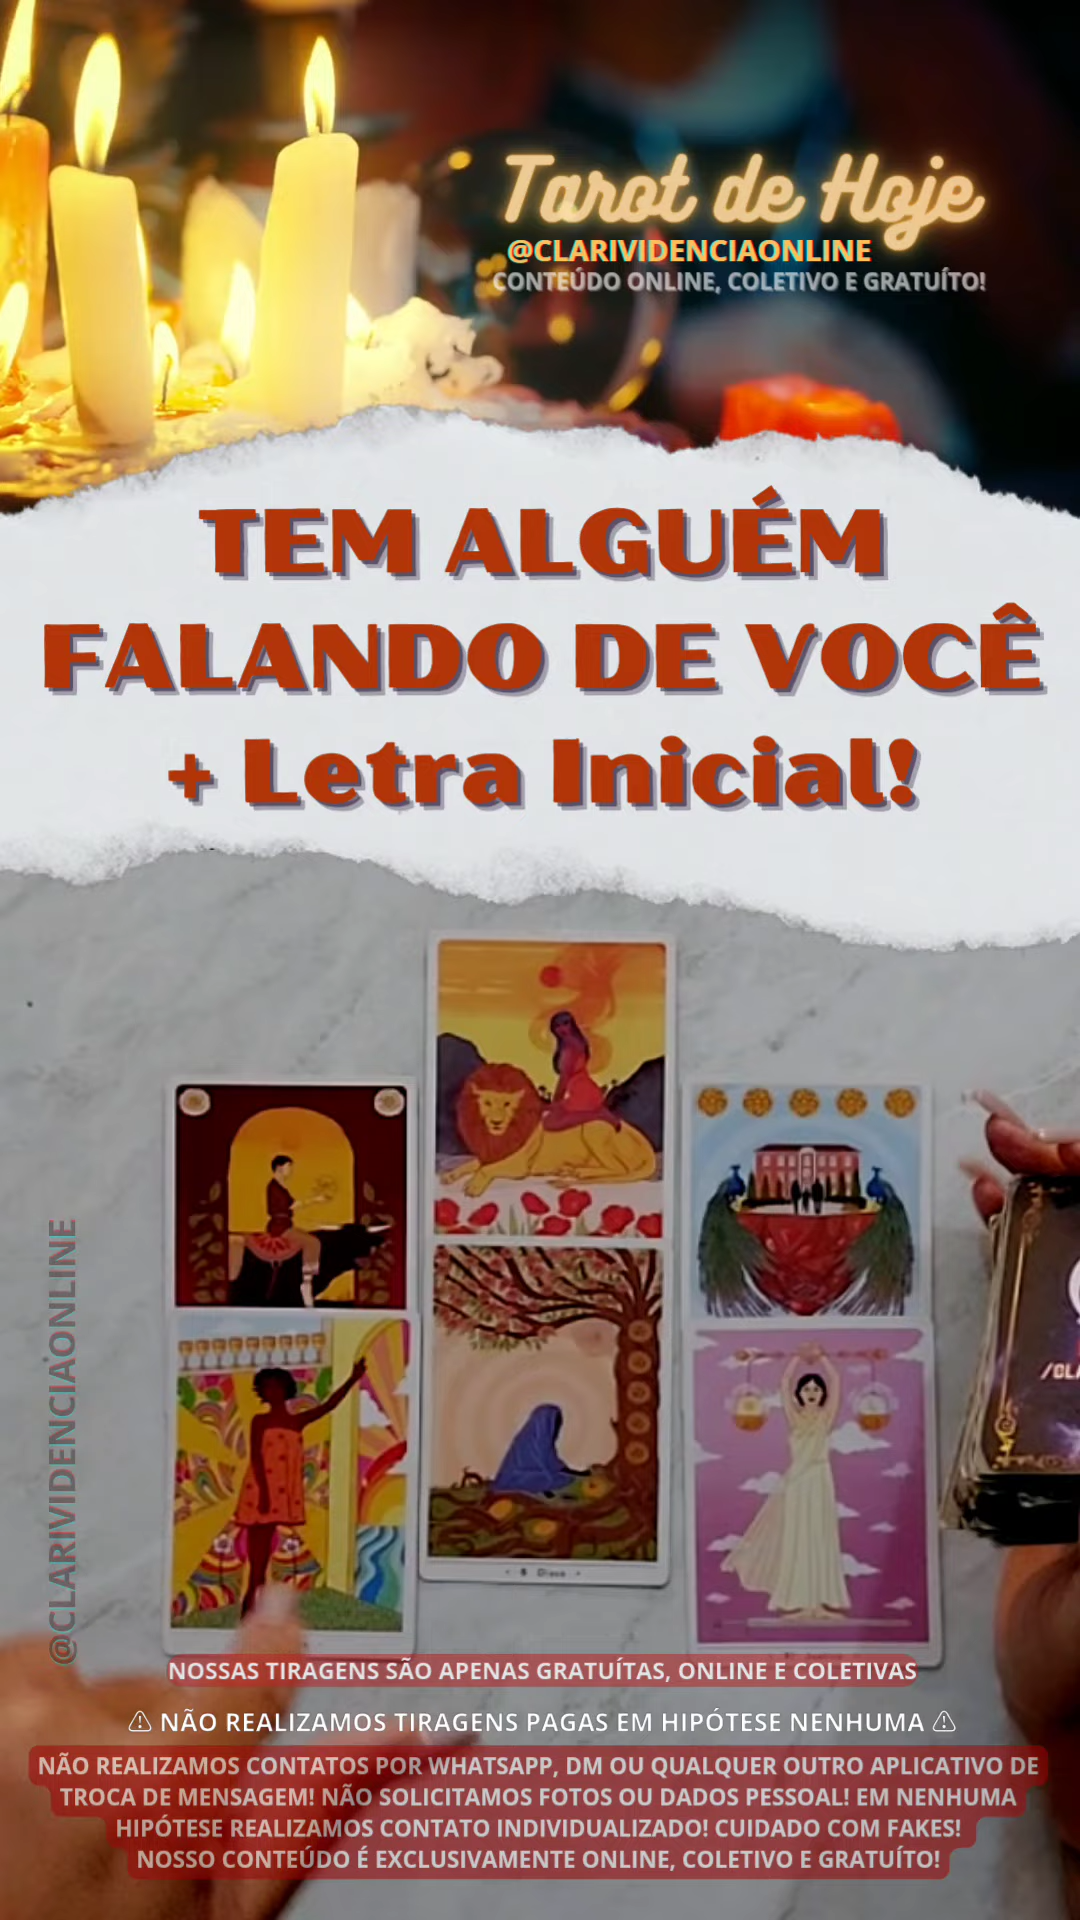 Tarot de Hoje
@CLARIVIDENCIAONLINE
CONTEÚDO ONLINE, COLETIVO E GRATUÍTO!
TEM ALGUÉM
FALANDO DE VOCÊ
+ Letra Inicial!
@CLARIVIDENCIAONLINE
/CLA
8 Disco
NOSSAS TIRAGENS SÃO APENAS GRATUÍTAS, ONLINE E COLETIVAS
⚠ NÃO REALIZAMOS TIRAGENS PAGAS EM HIPÓTESE NENHUMA ⚠
NÃO REALIZAMOS CONTATOS POR WHATSAPP, DM OU QUALQUER OUTRO APLICATIVO DE
TROCA DE MENSAGEM! NÃO SOLICITAMOS FOTOS OU DADOS PESSOAL! EM NENHUMA
HIPÓTESE REALIZAMOS CONTATO INDIVIDUALIZADO! CUIDADO COM FAKES!
NOSSO CONTEÚDO É EXCLUSIVAMENTE ONLINE, COLETIVO E GRATUÍTO!